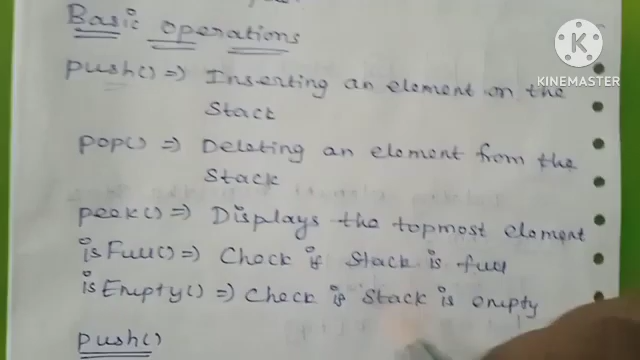 Basic operations
push() => Inserting an element on the
Stack
pop() => Deleting an element from the
Stack
peek() => Displays the topmost element
isFull() => Check if Stack is full
isEmpty() => Check if Stack is empty
push()
K
KINEMASTER